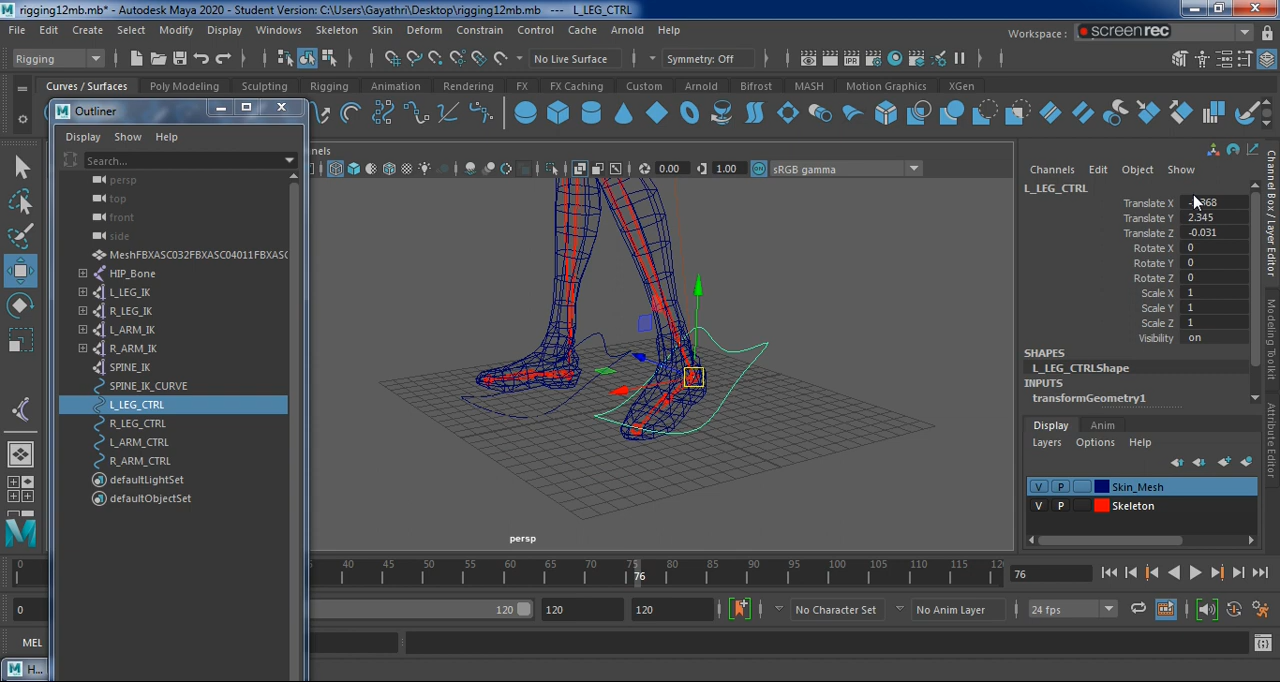 rigging12mb.mb* - Autodesk Maya 2020 - Student Version: C:\Users\Gayathri\Desktop\rigging12mb.mb --- L_LEG_CTRL
File Edit Create Select Modify Display Windows Skeleton Skin Deform Constrain Control Cache Arnold Help
Workspace : screenrec
Rigging
No Live Surface
Symmetry: Off
Curves / Surfaces Poly Modeling Sculpting Rigging Animation Rendering FX FX Caching Custom Arnold Bifrost MASH Motion Graphics XGen
Outliner
Display Show Help
Search...
persp
top
front
side
MeshFBXASC032FBXASC04011FBXASC
HIP_Bone
L_LEG_IK
R_LEG_IK
L_ARM_IK
R_ARM_IK
SPINE_IK
SPINE_IK_CURVE
L_LEG_CTRL
R_LEG_CTRL
L_ARM_CTRL
R_ARM_CTRL
defaultLightSet
defaultObjectSet
nels
0.00
1.00
sRGB gamma
persp
Channels Edit Object Show
L_LEG_CTRL
Translate X
Translate Y 2.345
Translate Z -0.031
Rotate X 0
Rotate Y 0
Rotate Z 0
Scale X 1
Scale Y 1
Scale Z 1
Visibility on
SHAPES
L_LEG_CTRLShape
INPUTS
transformGeometry1
Display Anim
Layers Options Help
V P Skin_Mesh
V P Skeleton
Channel Box / Layer Editor
Modeling Toolkit
Attribute Editor
0 40 45 50 55 60 65 70 75 80 85 90 95 100 105 110 115
76
76
0
120
120
120
No Character Set
No Anim Layer
24 fps
MEL
H...